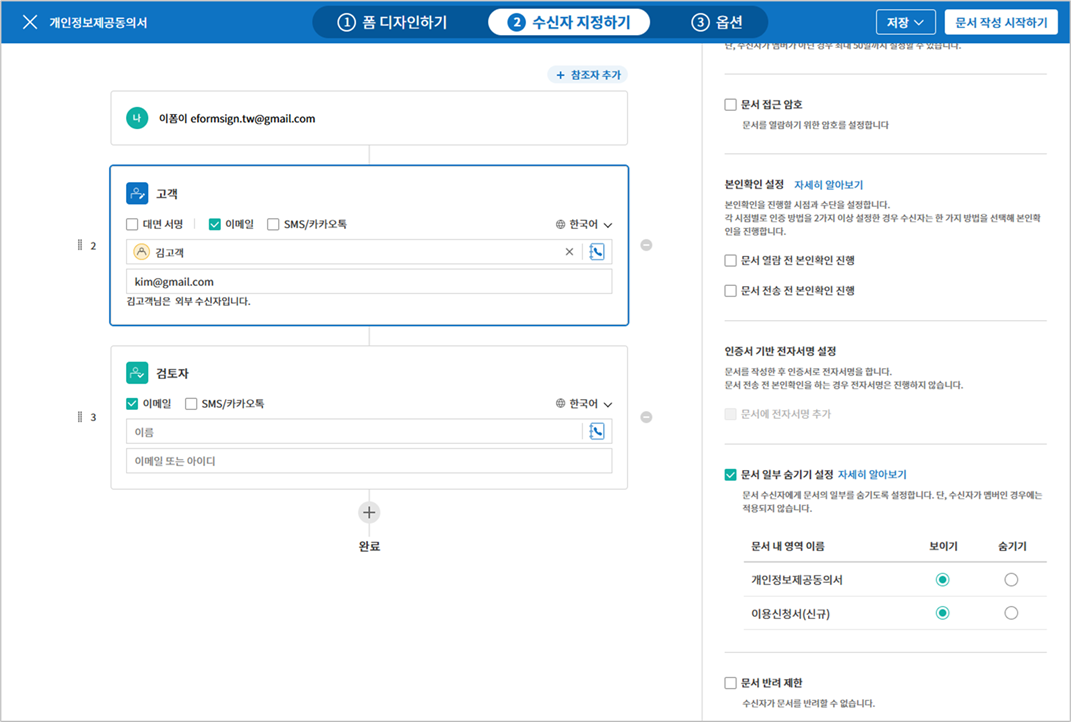 개인정보제공동의서
① 폼 디자인하기
2 수신자 지정하기
③ 옵션
저장
문서 작성 시작하기
+ 참조자 추가
나
이폼이 eformsign.tw@gmail.com
2
고객
대면 서명
이메일
SMS/카카오톡
한국어
김고객
kim@gmail.com
김고객님은 외부 수신자입니다.
3
검토자
이메일
SMS/카카오톡
한국어
이름
이메일 또는 아이디
완료
단, 수신자가 멤버가 아닌 경우 최대 50일까지 설정할 수 있습니다.
문서 접근 암호
문서를 열람하기 위한 암호를 설정합니다
본인확인 설정 자세히 알아보기
본인확인을 진행할 시점과 수단을 설정합니다.
각 시점별로 인증 방법을 2가지 이상 설정한 경우 수신자는 한 가지 방법을 선택해 본인확
인을 진행합니다.
문서 열람 전 본인확인 진행
문서 전송 전 본인확인 진행
인증서 기반 전자서명 설정
문서를 작성한 후 인증서로 전자서명을 합니다.
문서 전송 전 본인확인을 하는 경우 전자서명은 진행하지 않습니다.
문서에 전자서명 추가
문서 일부 숨기기 설정 자세히 알아보기
문서 수신자에게 문서의 일부를 숨기도록 설정합니다. 단, 수신자가 멤버인 경우에는
적용되지 않습니다.
문서 내 영역 이름 보이기 숨기기
개인정보제공동의서
이용신청서(신규)
문서 반려 제한
수신자가 문서를 반려할 수 없습니다.